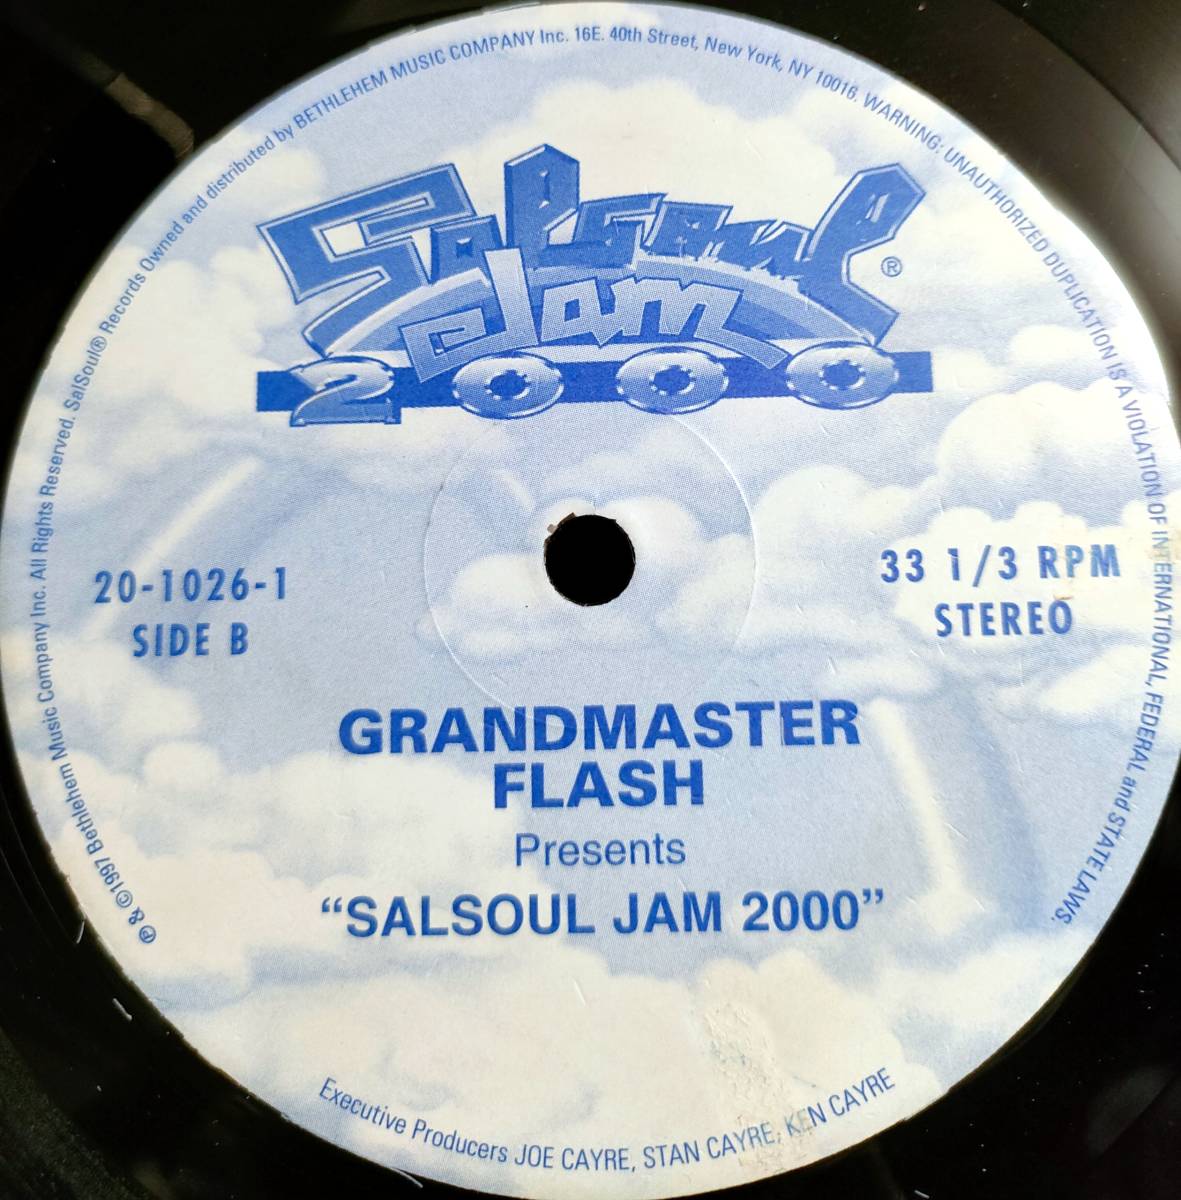 ℗ & ©1997 Bethlehem Music Company Inc. All Rights Reserved. SalSoul® Records Owned and distributed by BETHLEHEM MUSIC COMPANY Inc. 16E. 40th Street, New York, NY 10016. WARNING: UNAUTHORIZED DUPLICATION IS A VIOLATION OF INTERNATIONAL, FEDERAL and STATE LAWS.
Salsoul ®
Jam
2000
20-1026-1
SIDE B
33 1/3 RPM
STEREO
GRANDMASTER
FLASH
Presents
“SALSOUL JAM 2000”
Executive Producers JOE CAYRE, STAN CAYRE, KEN CAYRE